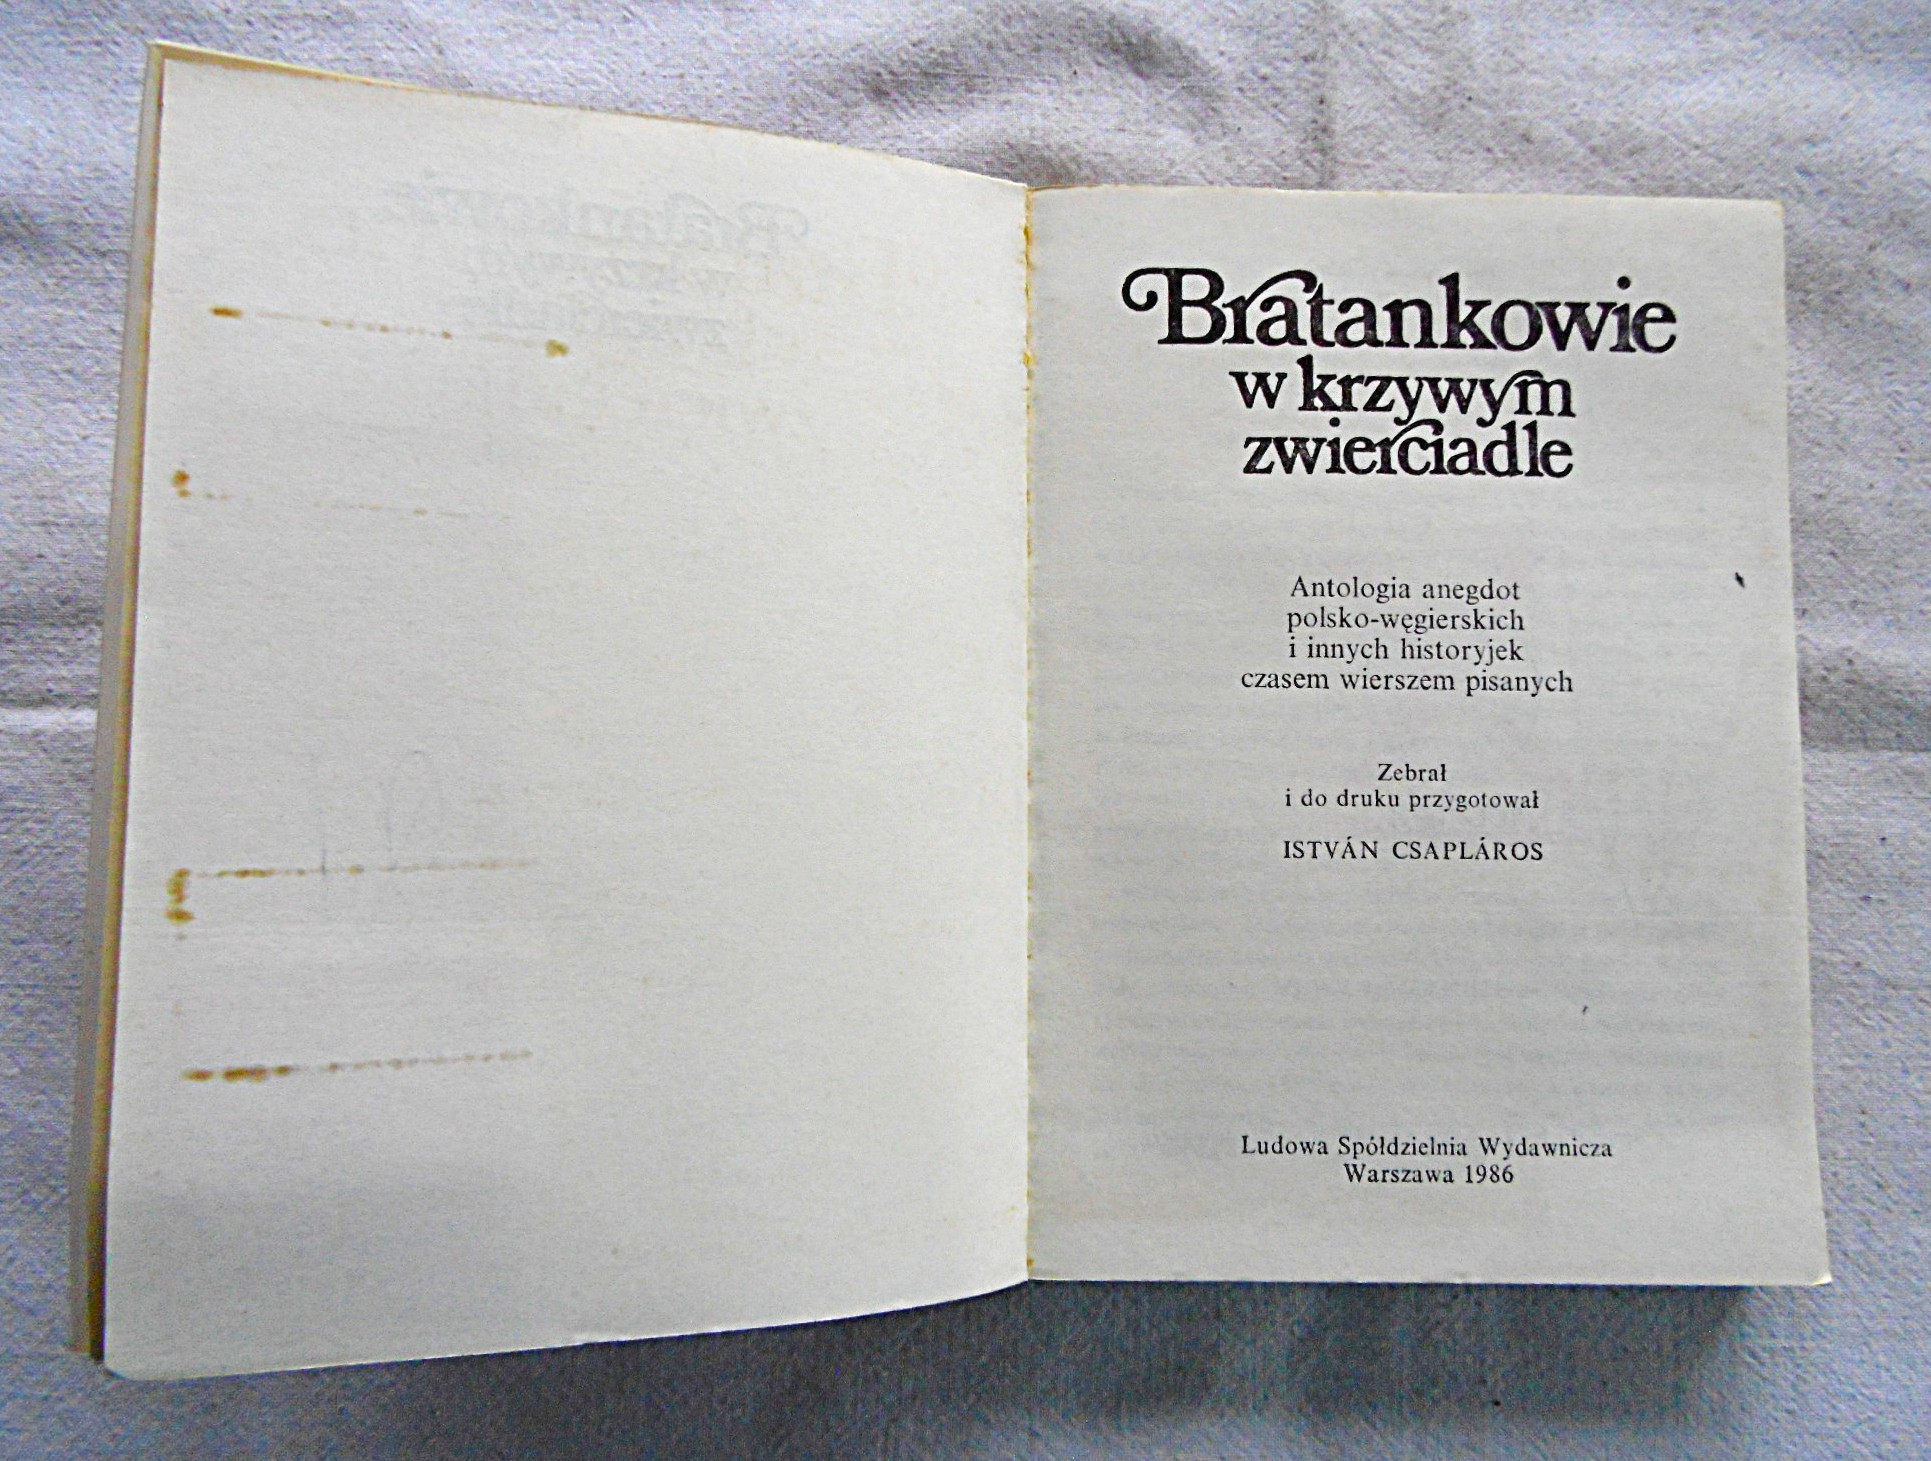 Bratankowie
w krzywym
zwierciadle
Antologia anegdot
polsko-węgierskich
i innych historyjek
czasem wierszem pisanych
Zebrał
i do druku przygotował
ISTVÁN CSAPLÁROS
Ludowa Spółdzielnia Wydawnicza
Warszawa 1986